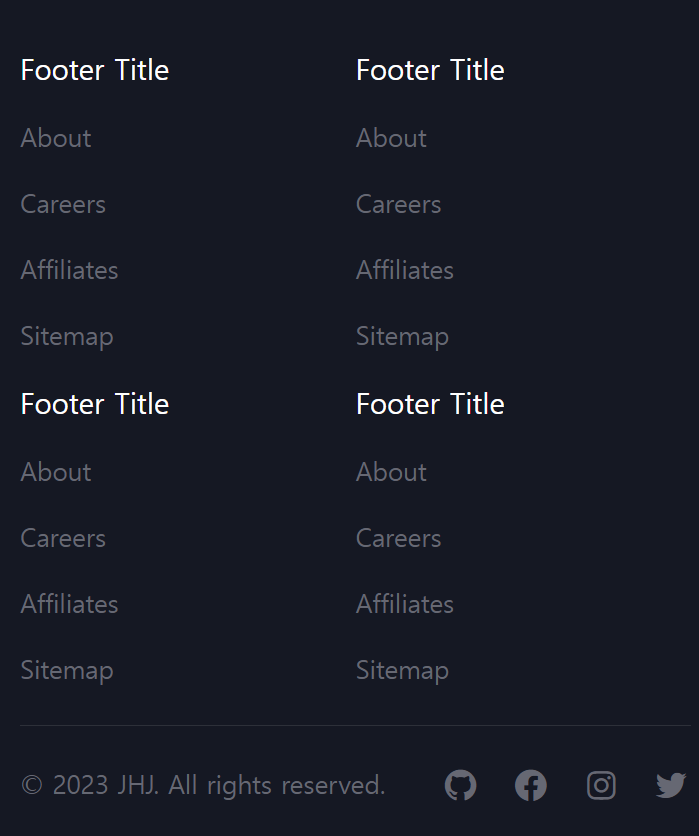 Footer Title
About
Careers
Affiliates
Sitemap
Footer Title
About
Careers
Affiliates
Sitemap
Footer Title
About
Careers
Affiliates
Sitemap
Footer Title
About
Careers
Affiliates
Sitemap
© 2023 JHJ. All rights reserved.